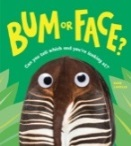 BUM OR FACE?
Can you tell which end you're looking at?